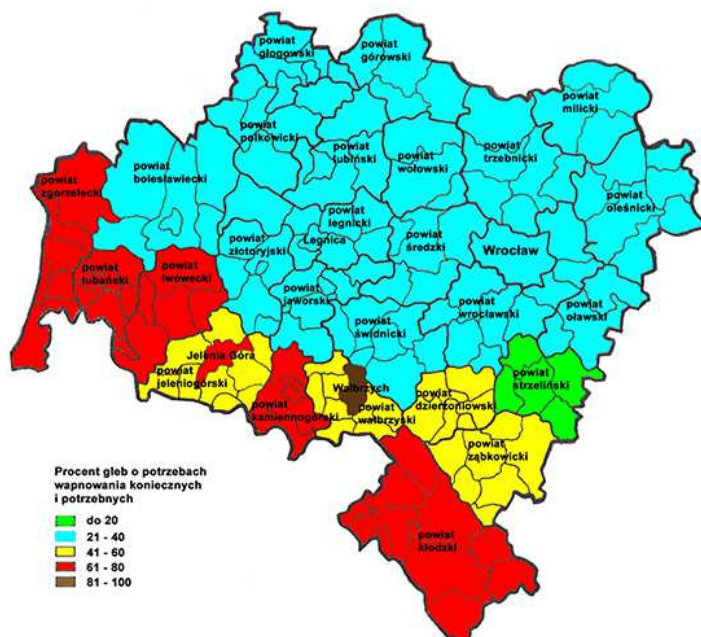 powiat
głogowski
powiat
górowski
powiat
milicki
powiat
polkowicki
powiat
lubiński
powiat
wołowski
powiat
trzebnicki
powiat
bolesławiecki
powiat
zgorzelecki
powiat
oleśnicki
powiat
legnicki
Legnica
powiat
złotoryjski
powiat
średzki
Wrocław
powiat
lubański
powiat
lwówecki
powiat
jaworski
powiat
świdnicki
powiat
wrocławski
powiat
oławski
Jelenia Góra
powiat
jeleniogórski
powiat
kamiennogórski
Wałbrzych
powiat
wałbrzyski
powiat
dzierżoniowski
powiat
strzeliński
powiat
ząbkowicki
powiat
kłodzki
Procent gleb o potrzebach
wapnowania koniecznych
i potrzebnych
do 20
21 - 40
41 - 60
61 - 80
81 - 100